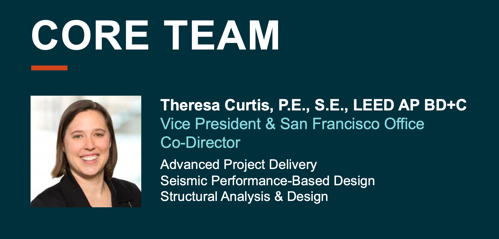 CORE TEAM
Theresa Curtis, P.E., S.E., LEED AP BD+C
Vice President & San Francisco Office
Co-Director
Advanced Project Delivery
Seismic Performance-Based Design
Structural Analysis & Design